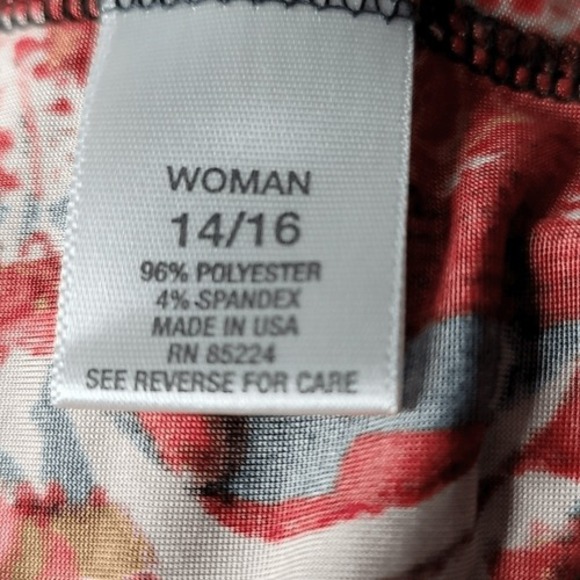 WOMAN
14/16
96% POLYESTER
4% SPANDEX
MADE IN USA
RN 85224
SEE REVERSE FOR CARE